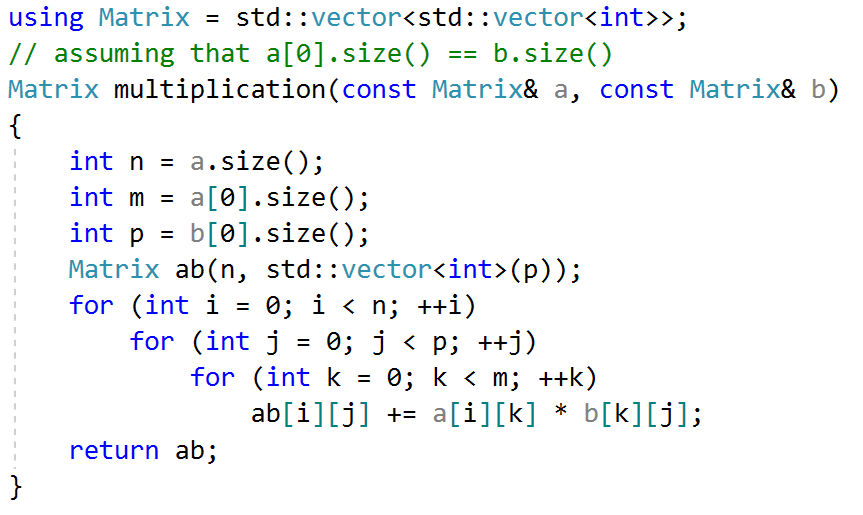 using Matrix = std::vector<std::vector<int>>;
// assuming that a[0].size() == b.size()
Matrix multiplication(const Matrix& a, const Matrix& b)
{
    int n = a.size();
    int m = a[0].size();
    int p = b[0].size();
    Matrix ab(n, std::vector<int>(p));
    for (int i = 0; i < n; ++i)
        for (int j = 0; j < p; ++j)
            for (int k = 0; k < m; ++k)
                ab[i][j] += a[i][k] * b[k][j];
    return ab;
}